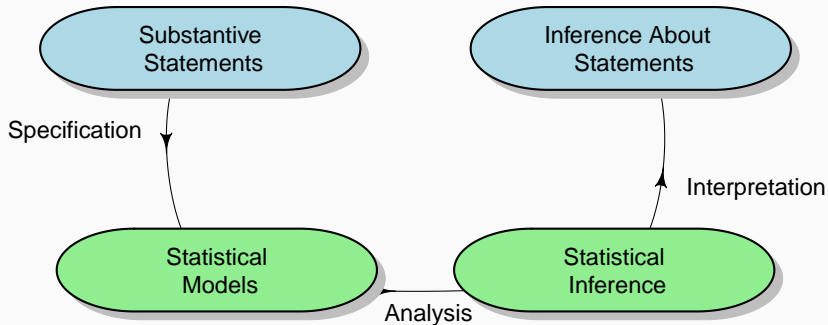 Substantive
Statements
Inference About
Statements
Specification
Interpretation
Statistical
Models
Statistical
Inference
Analysis